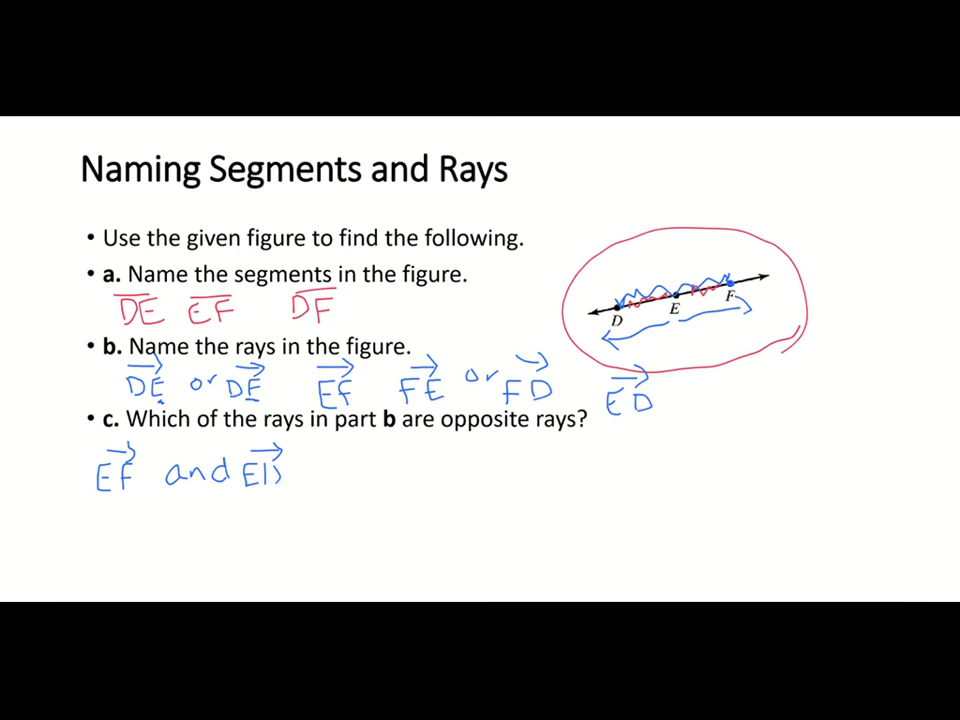 Naming Segments and Rays
• Use the given figure to find the following.
• a. Name the segments in the figure.
DE EF DF
• b. Name the rays in the figure.
DE or DE EF FE or FD ED
• c. Which of the rays in part b are opposite rays?
EF and ED
D E F